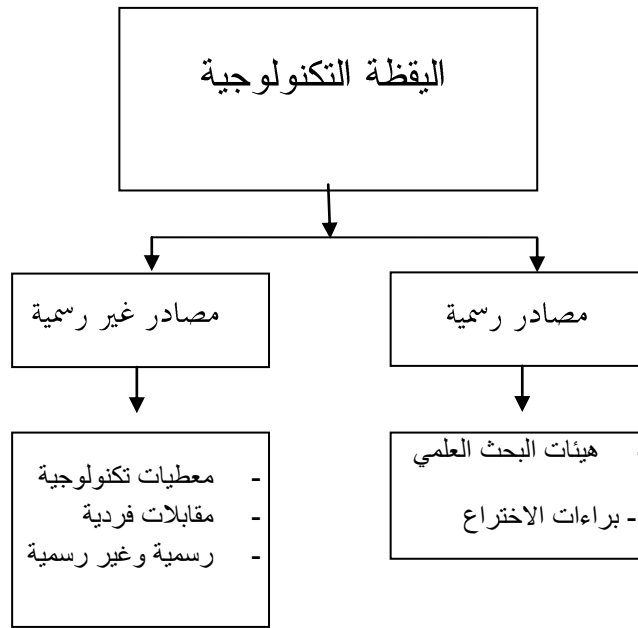 اليقظة التكنولوجية
مصادر رسمية
مصادر غير رسمية
- هيئات البحث العلمي
- براءات الاختراع
- معطيات تكنولوجية
- مقابلات فردية
- رسمية وغير رسمية